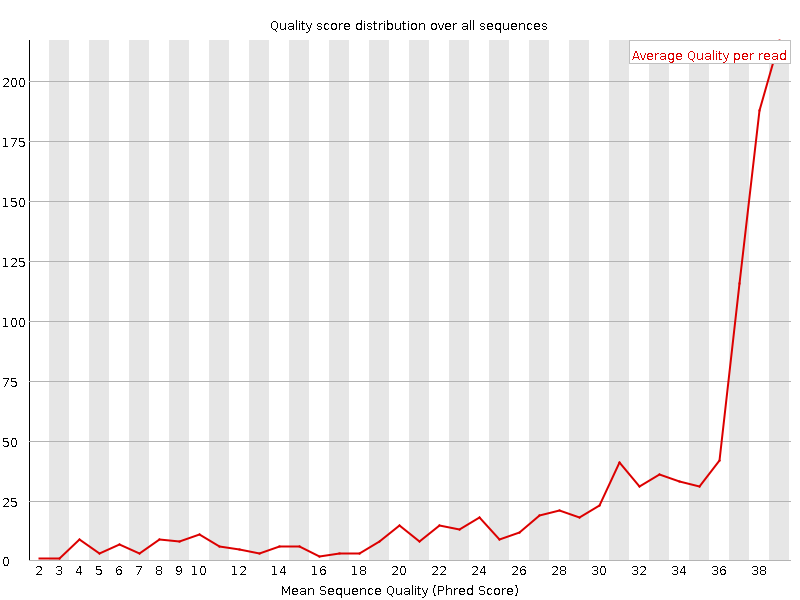 Quality score distribution over all sequences
Average Quality per read
200
175
150
125
100
75
50
25
0
2 3 4 5 6 7 8 9 10 12 14 16 18 20 22 24 26 28 30 32 34 36 38
Mean Sequence Quality (Phred Score)